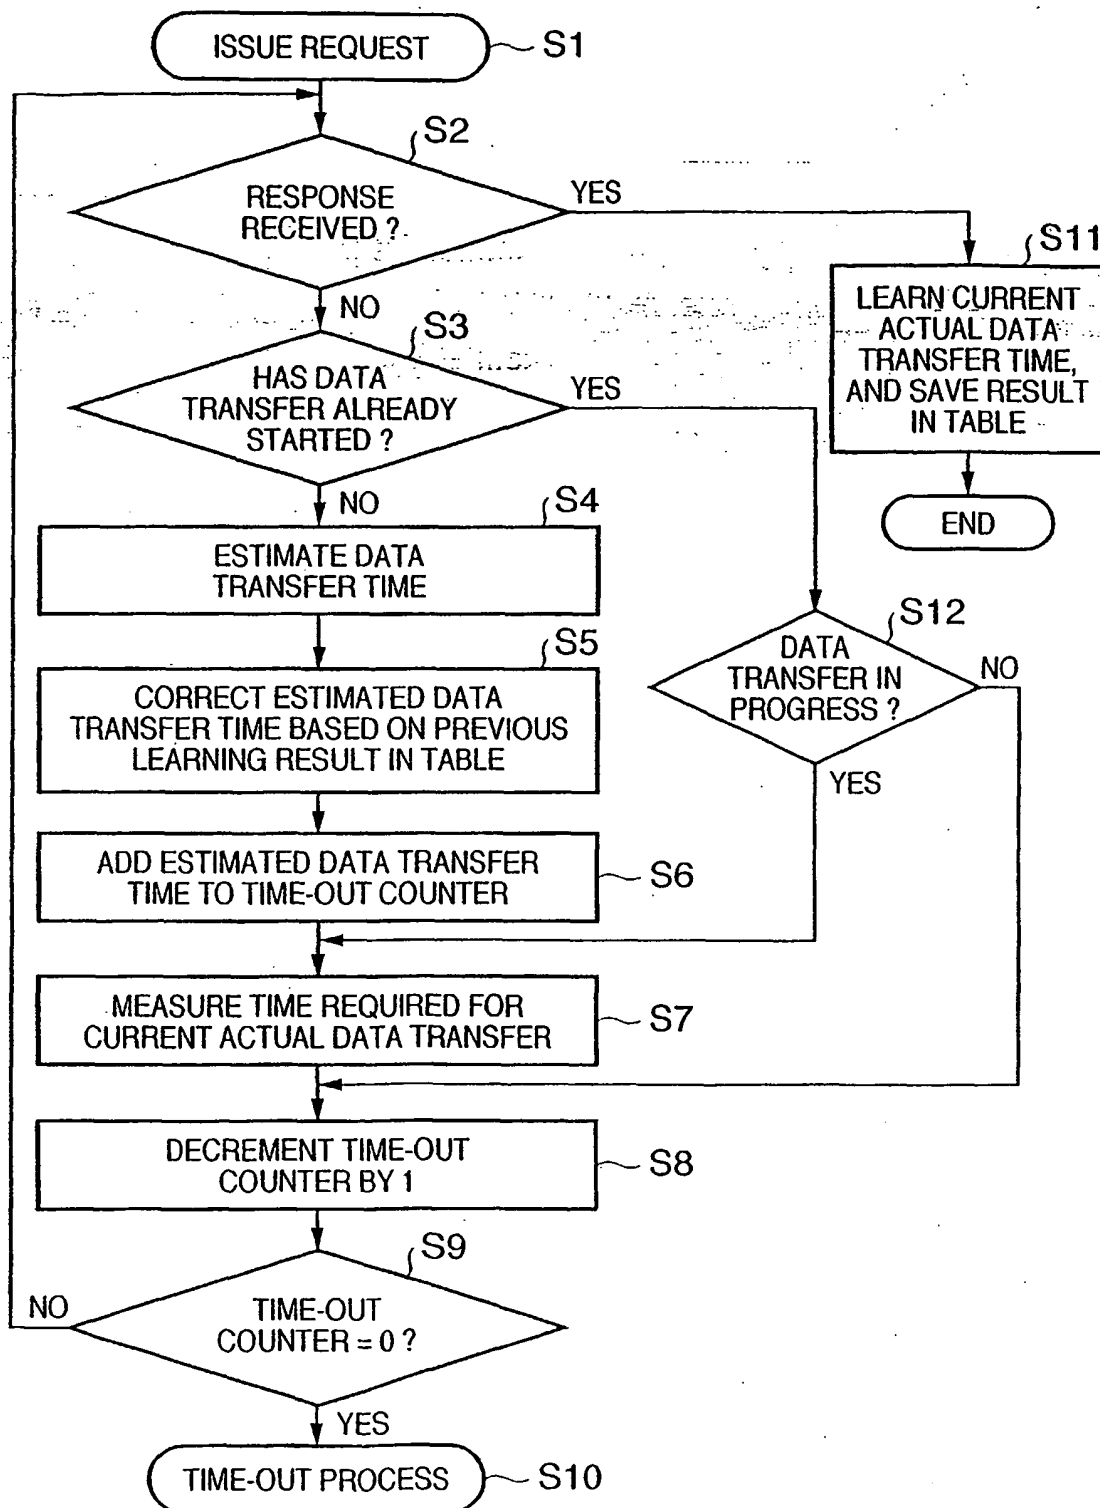 ISSUE REQUEST
S1
S2
RESPONSE
RECEIVED ?
YES
NO
S11
LEARN CURRENT
ACTUAL DATA
TRANSFER TIME,
AND SAVE RESULT
IN TABLE
END
S3
HAS DATA
TRANSFER ALREADY
STARTED ?
YES
NO
S4
ESTIMATE DATA
TRANSFER TIME
S12
DATA
TRANSFER IN
PROGRESS ?
NO
YES
S5
CORRECT ESTIMATED DATA
TRANSFER TIME BASED ON PREVIOUS
LEARNING RESULT IN TABLE
ADD ESTIMATED DATA TRANSFER
TIME TO TIME-OUT COUNTER
S6
MEASURE TIME REQUIRED FOR
CURRENT ACTUAL DATA TRANSFER
S7
DECREMENT TIME-OUT
COUNTER BY 1
S8
S9
TIME-OUT
COUNTER = 0 ?
NO
YES
TIME-OUT PROCESS
S10